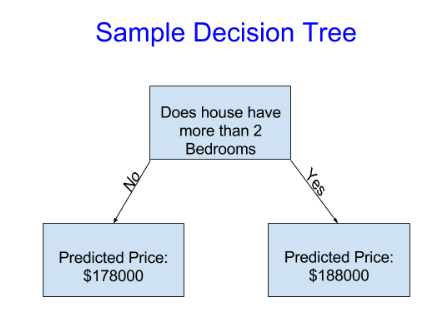 Sample Decision Tree
Does house have
more than 2
Bedrooms
No
Yes
Predicted Price:
$178000
Predicted Price:
$188000